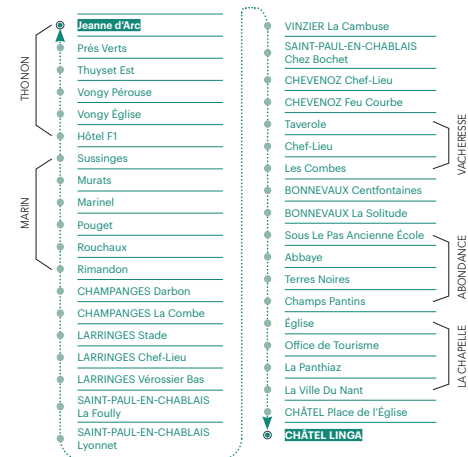 THONON
Jeanne d'Arc
Prés Verts
Thuyset Est
Vongy Pérouse
Vongy Église
Hôtel F1
MARIN
Sussinges
Murats
Marinel
Pouget
Rouchaux
Rimandon
CHAMPANGES Darbon
CHAMPANGES La Combe
LARRINGES Stade
LARRINGES Chef-Lieu
LARRINGES Vérossier Bas
SAINT-PAUL-EN-CHABLAIS
La Foully
SAINT-PAUL-EN-CHABLAIS
Lyonnet
VINZIER La Cambuse
SAINT-PAUL-EN-CHABLAIS
Chez Bochet
CHEVENOZ Chef-Lieu
CHEVENOZ Feu Courbe
Taverole
Chef-Lieu
Les Combes
VACHERESSE
BONNEVAUX Centfontaines
BONNEVAUX La Solitude
Sous Le Pas Ancienne École
Abbaye
Terres Noires
Champs Pantins
ABONDANCE
Église
Office de Tourisme
La Panthiaz
La Ville Du Nant
LA CHAPELLE
CHÂTEL Place de l'Église
CHÂTEL LINGA